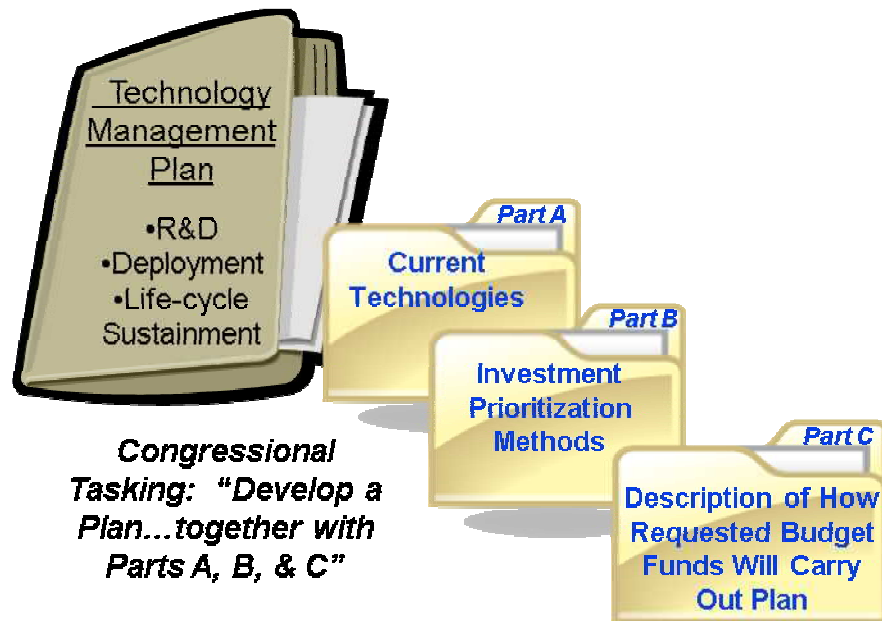 Technology
Management
Plan
•R&D
•Deployment
•Life-cycle
Sustainment
Part A
Current
Technologies
Part B
Investment
Prioritization
Methods
Part C
Description of How
Requested Budget
Funds Will Carry
Out Plan
Congressional
Tasking: “Develop a
Plan...together with
Parts A, B, & C”